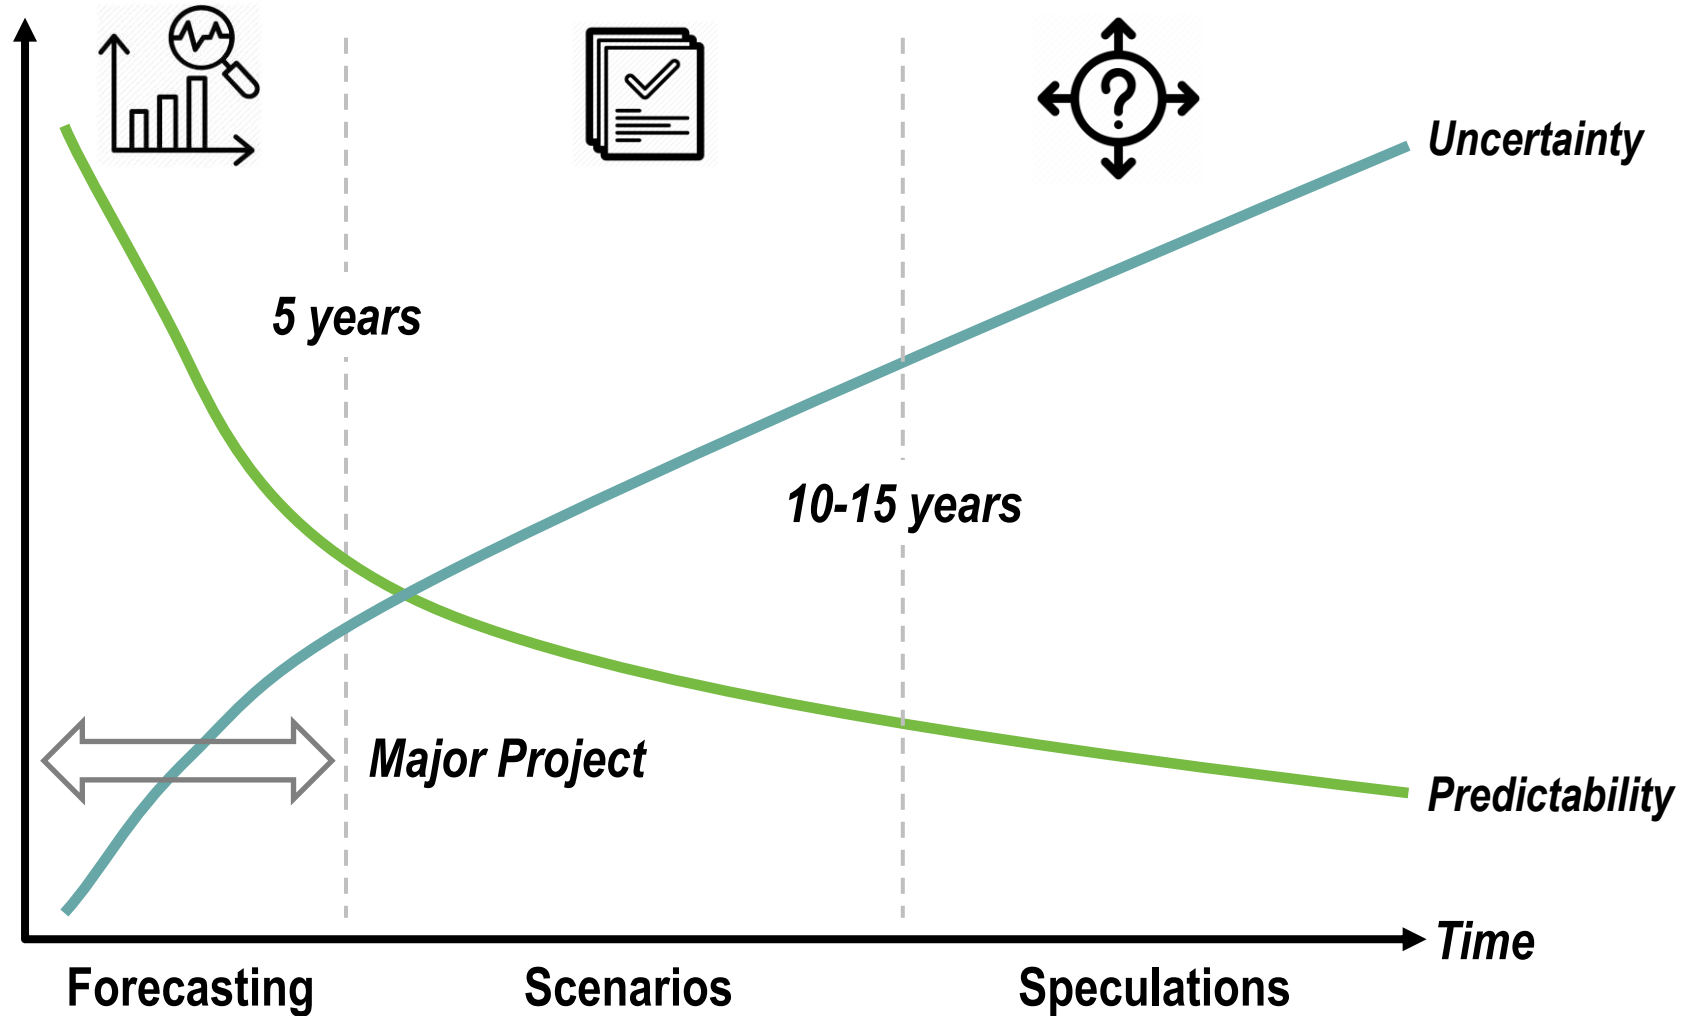 Uncertainty
5 years
10-15 years
Major Project
Predictability
Time
Forecasting
Scenarios
Speculations